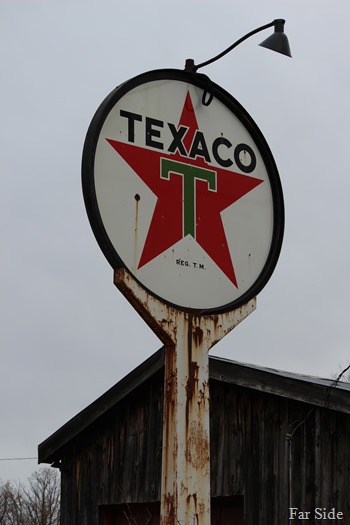 TEXACO
T
REG. T.M.
Far Side